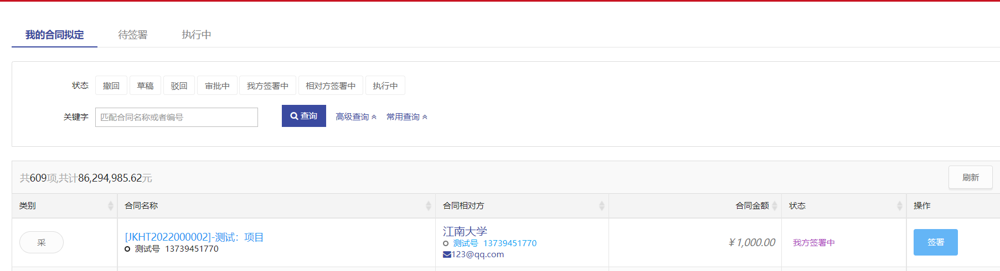 我的合同拟定 待签署 执行中
状态 撤回 草稿 驳回 审批中 我方签署中 相对方签署中 执行中
关键字 匹配合同名称或者编号 查询 高级查询 常用查询
共609项,共计86,294,985.62元 刷新
类别 合同名称 合同相对方 合同金额 状态 操作
采 [JKHT2022000002]-测试：项目 江南大学 ￥1,000.00 我方签署中 签署
测试号 13739451770 测试号 13739451770
123@qq.com